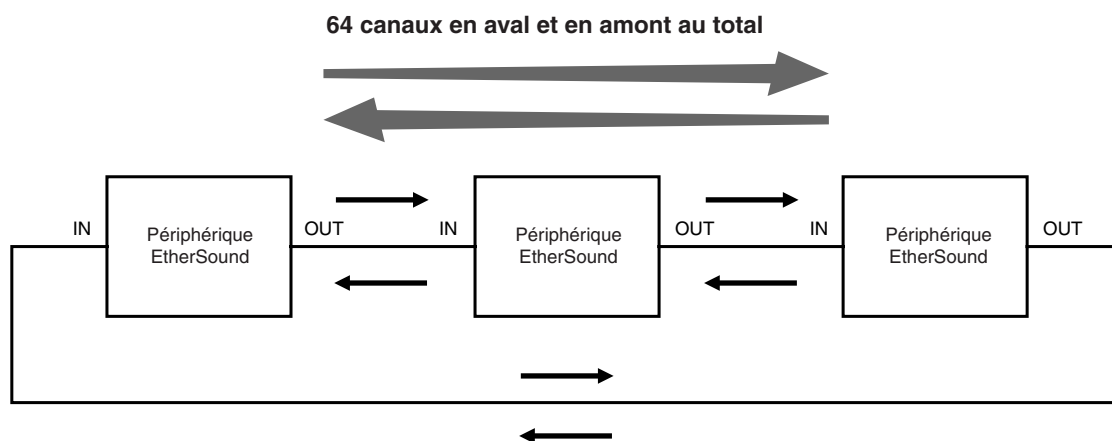 64 canaux en aval et en amont au total
IN
Périphérique
EtherSound
OUT
IN
Périphérique
EtherSound
OUT
IN
Périphérique
EtherSound
OUT